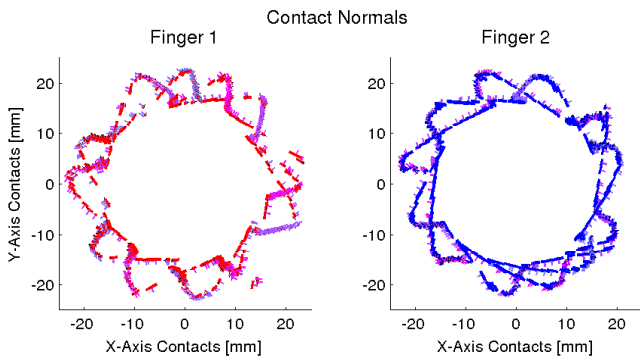 Contact Normals
Finger 1
Finger 2
20
10
0
-10
-20
Y-Axis Contacts [mm]
-20 -10 0 10 20
X-Axis Contacts [mm]
20
10
0
-10
-20
-20 -10 0 10 20
X-Axis Contacts [mm]